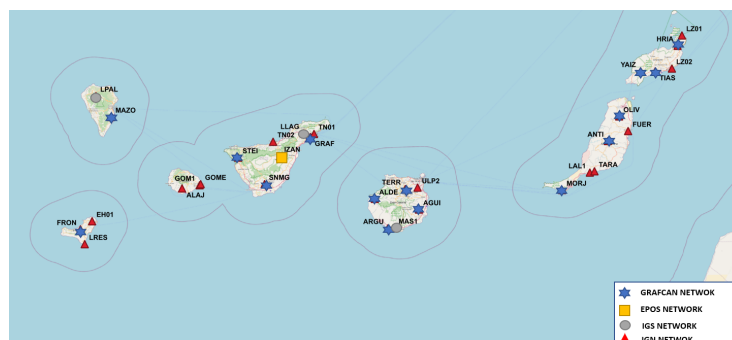 LZ01
HRIA
YAIZ
LZ02
TIAS
LPAL
MAZO
OLIV
FUER
ANTI
LLAG
TN01
TN02
GRAF
STEI
IZAN
LAL1
TARA
MORJ
GOM1
GOME
ALAJ
SNMG
TERR
ULP2
ALDE
AGUI
ARGU
MAS1
EH01
FRON
LRES
GRAFCAN NETWOK
EPOS NETWORK
IGS NETWORK
IGN NETWOK